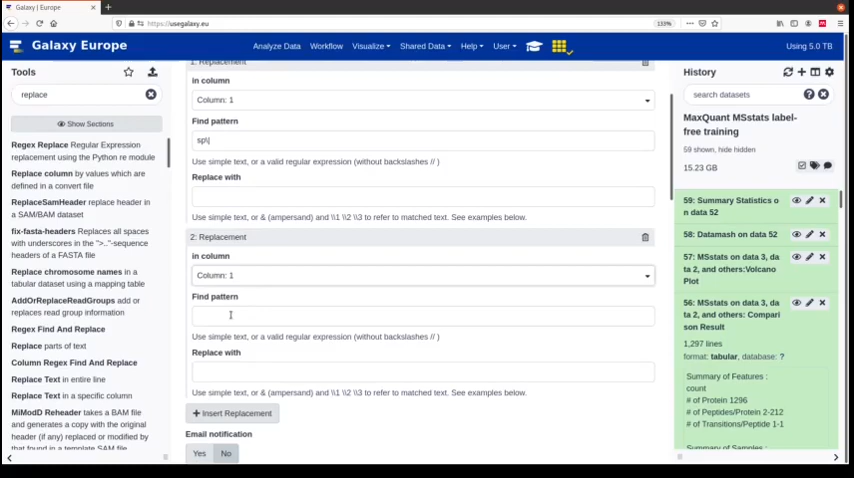 Galaxy | Europe
https://usegalaxy.eu
133%
Galaxy Europe
Analyze Data
Workflow
Visualize
Shared Data
Help
User
Using 5.0 TB
Tools
replace
Show Sections
Regex Replace Regular Expression
replacement using the Python re module
Replace column by values which are
defined in a convert file
ReplaceSamHeader replace header in
a SAM/BAM dataset
fix-fasta-headers Replaces all spaces
with underscores in the ">..."-sequence
headers of a FASTA file
Replace chromosome names in a
tabular dataset using a mapping table
AddOrReplaceReadGroups add or
replaces read group information
Regex Find And Replace
Replace parts of text
Column Regex Find And Replace
Replace Text in entire line
Replace Text in a specific column
MiModD Reheader takes a BAM file
and generates a copy with the original
header (if any) replaced or modified by
that found in a template SAM file
1: Replacement
in column
Column: 1
Find pattern
sp\|
Use simple text, or a valid regular expression (without backslashes // )
Replace with
Use simple text, or & (ampersand) and \\1 \\2 \\3 to refer to matched text. See examples below.
2: Replacement
in column
Column: 1
Find pattern
Use simple text, or a valid regular expression (without backslashes // )
Replace with
Use simple text, or & (ampersand) and \\1 \\2 \\3 to refer to matched text. See examples below.
Insert Replacement
Email notification
Yes
No
History
search datasets
MaxQuant MSstats label-
free training
59 shown, hide hidden
15.23 GB
59: Summary Statistics o
n data 52
58: Datamash on data 52
57: MSstats on data 3, da
ta 2, and others:Volcano
Plot
56: MSstats on data 3, da
ta 2, and others: Compari
son Result
1,297 lines
format: tabular, database: ?
Summary of Features :
count
# of Protein 1296
# of Peptides/Protein 2-212
# of Transitions/Peptide 1-1
Summary of Samples :